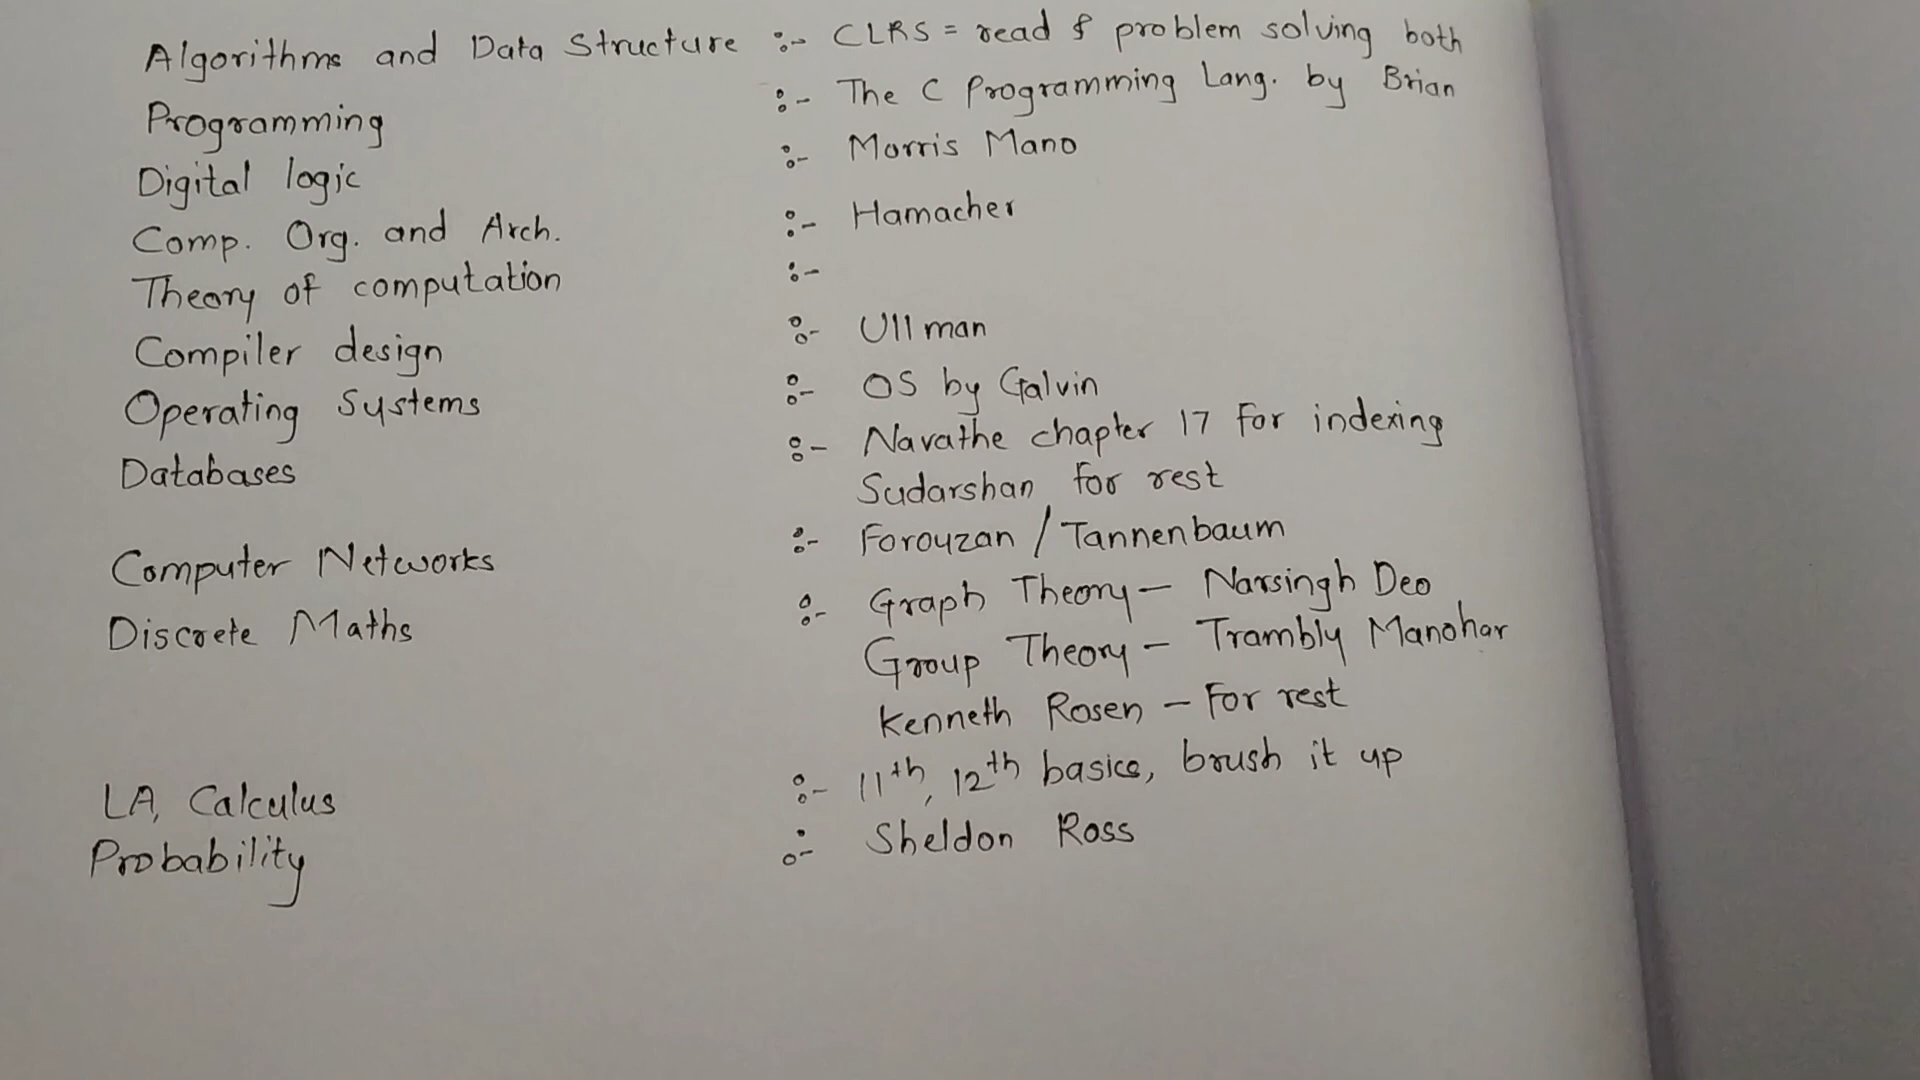 Algorithms and Data Structure :- CLRS = read & problem solving both
Programming :- The C Programming Lang. by Brian
Digital logic :- Morris Mano
Comp. Org. and Arch. :- Hamacher
Theory of computation :-
Compiler design :- Ullman
Operating Systems :- OS by Galvin
Databases :- Navathe chapter 17 for indexing
Sudarshan for rest
Computer Networks :- Forouzan / Tannenbaum
Discrete Maths :- Graph Theory – Narsingh Deo
Group Theory – Trambly Manohar
Kenneth Rosen – For rest
LA, Calculus :- 11th, 12th basics, brush it up
Probability :- Sheldon Ross